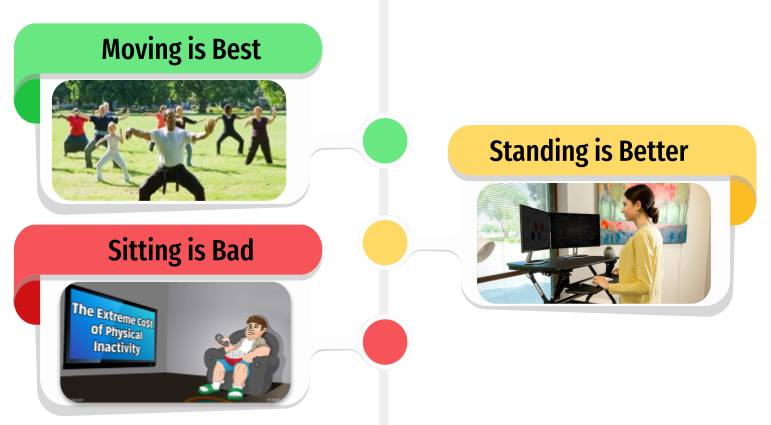 Moving is Best
Standing is Better
Sitting is Bad
The Extreme CoSt
of Physical
Inactivity